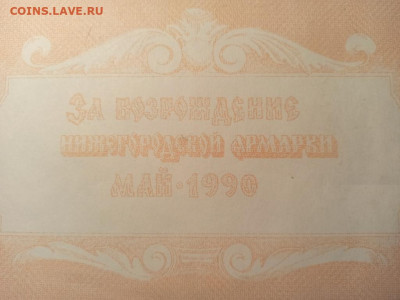 COINS.LAVE.RU
ЗА ВОЗРОЖДЕНИЕ
НИЖЕГОРОДСКОЙ ЯРМАРКИ
МАЙ·1990